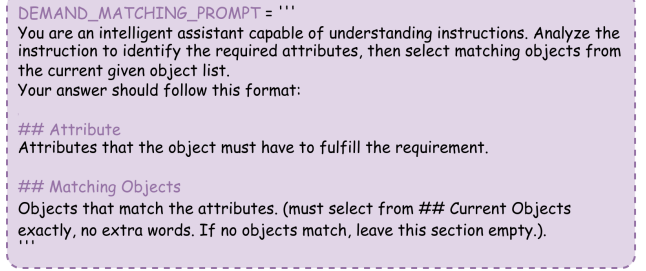 DEMAND_MATCHING_PROMPT = '''
You are an intelligent assistant capable of understanding instructions. Analyze the
instruction to identify the required attributes, then select matching objects from
the current given object list.
Your answer should follow this format:
## Attribute
Attributes that the object must have to fulfill the requirement.
## Matching Objects
Objects that match the attributes. (must select from ## Current Objects
exactly, no extra words. If no objects match, leave this section empty.).
'''